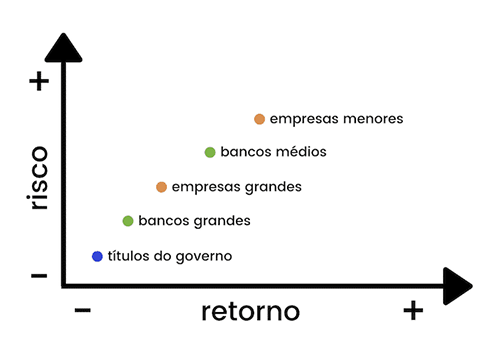 +
empresas menores
bancos médios
risco
empresas grandes
bancos grandes
títulos do governo
−
− retorno +